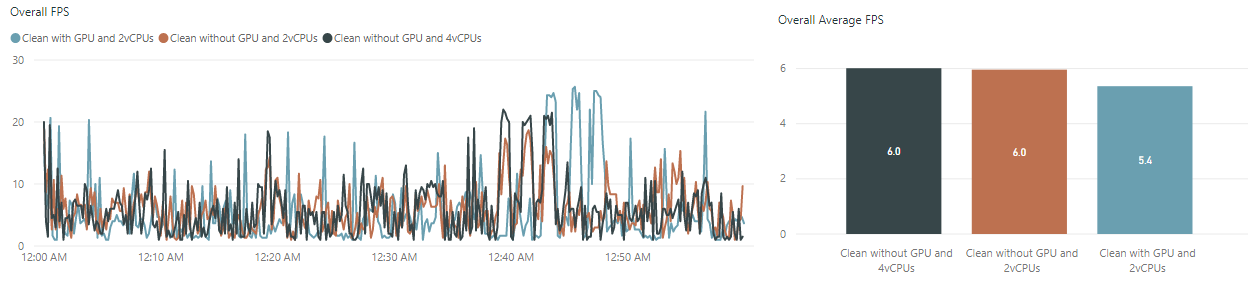 Overall FPS
Clean with GPU and 2vCPUs Clean without GPU and 2vCPUs Clean without GPU and 4vCPUs
30
20
10
0
12:00 AM 12:10 AM 12:20 AM 12:30 AM 12:40 AM 12:50 AM
Overall Average FPS
6
4
2
0
6.0 6.0 5.4
Clean without GPU and Clean without GPU and Clean with GPU and
4vCPUs 2vCPUs 2vCPUs